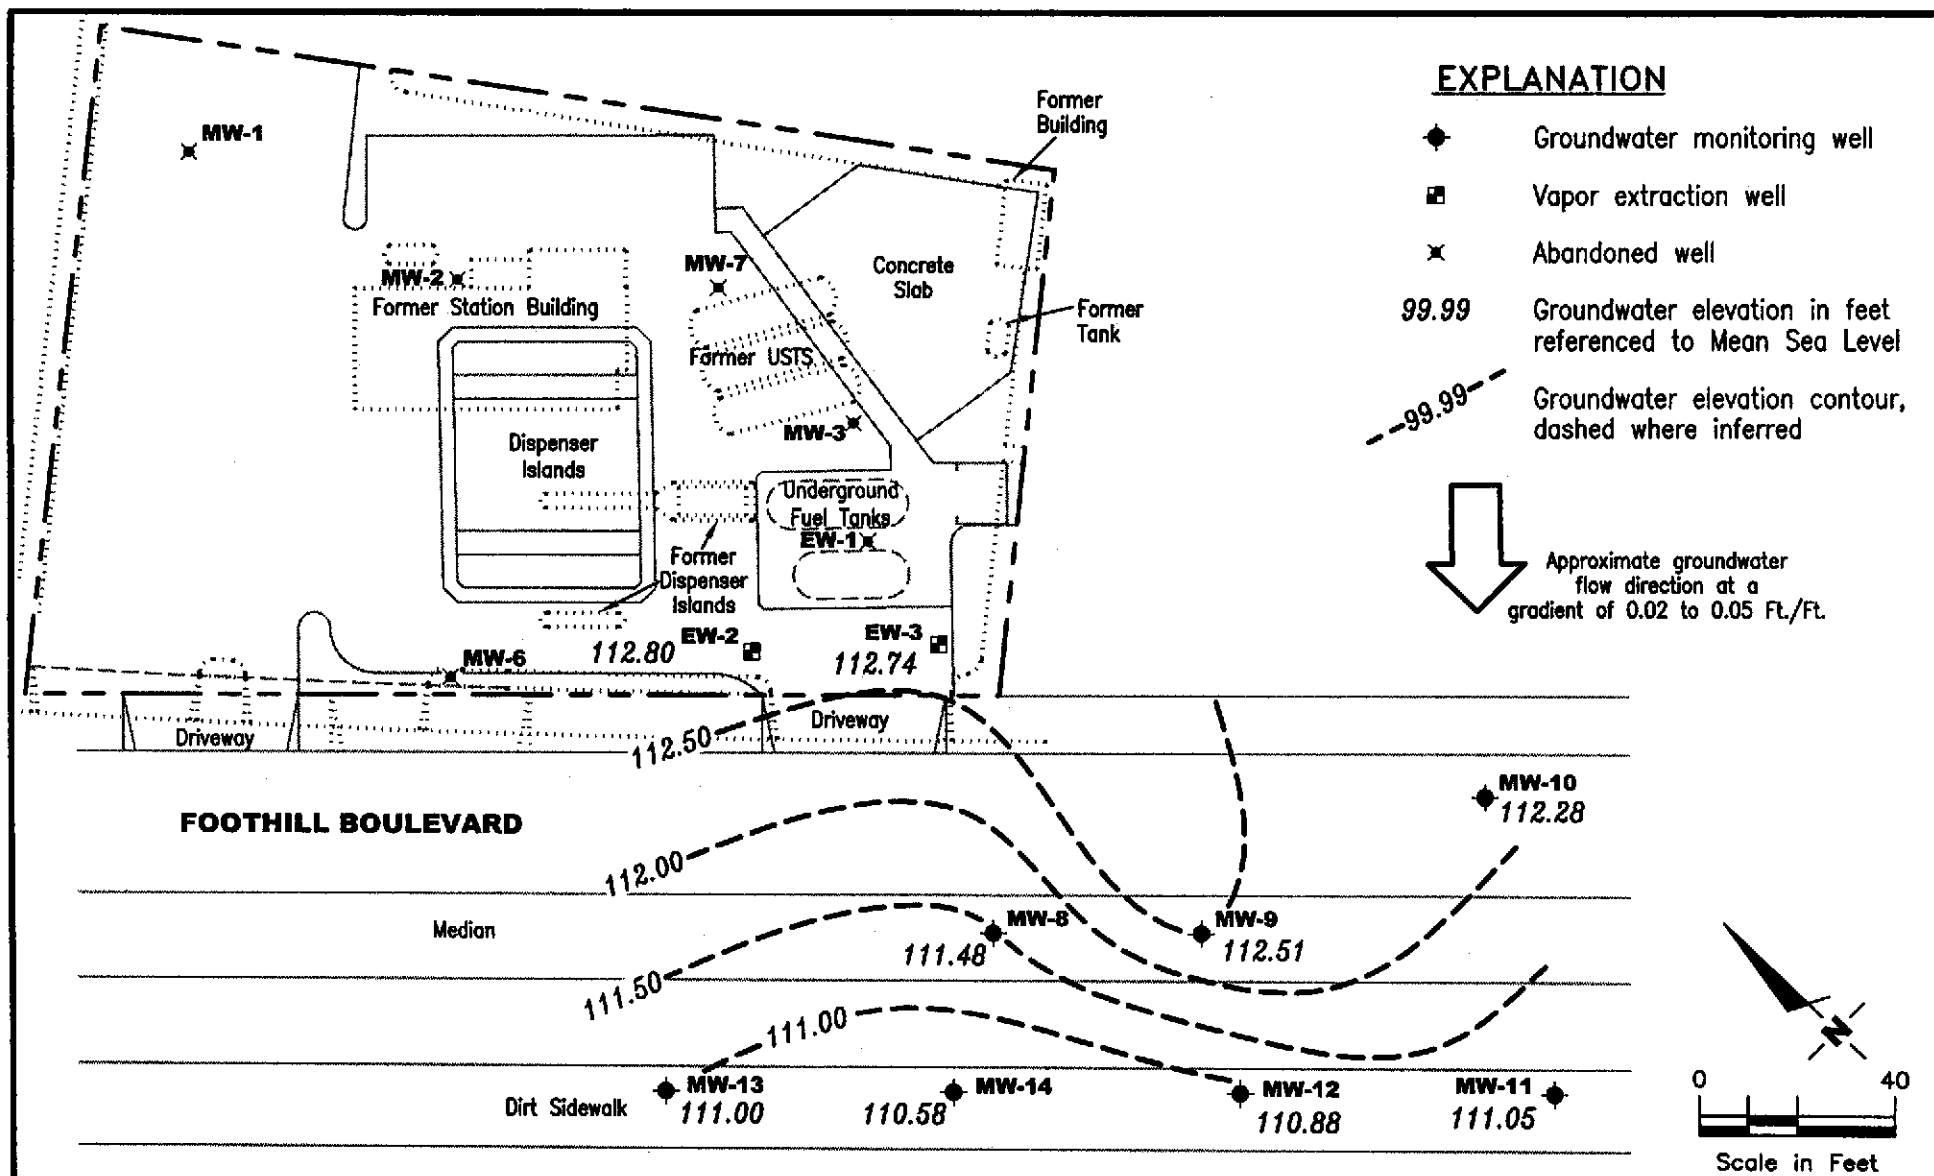 EXPLANATION
Groundwater monitoring well
Vapor extraction well
Abandoned well
99.99
Groundwater elevation in feet
referenced to Mean Sea Level
99.99
Groundwater elevation contour,
dashed where inferred
Approximate groundwater
flow direction at a
gradient of 0.02 to 0.05 Ft./Ft.
MW-1
Former
Building
MW-2
Former Station Building
MW-7
Concrete
Slab
Former
Tank
Former USTS
MW-3
Dispenser
Islands
Underground
Fuel Tanks
EW-1
Former
Dispenser
Islands
EW-2
112.80
EW-3
112.74
MW-6
Driveway
Driveway
112.50
FOOTHILL BOULEVARD
MW-10
112.28
112.00
Median
MW-8
111.48
MW-9
112.51
111.50
111.00
Dirt Sidewalk
MW-13
111.00
MW-14
110.58
MW-12
110.88
MW-11
111.05
N
0 40
Scale in Feet